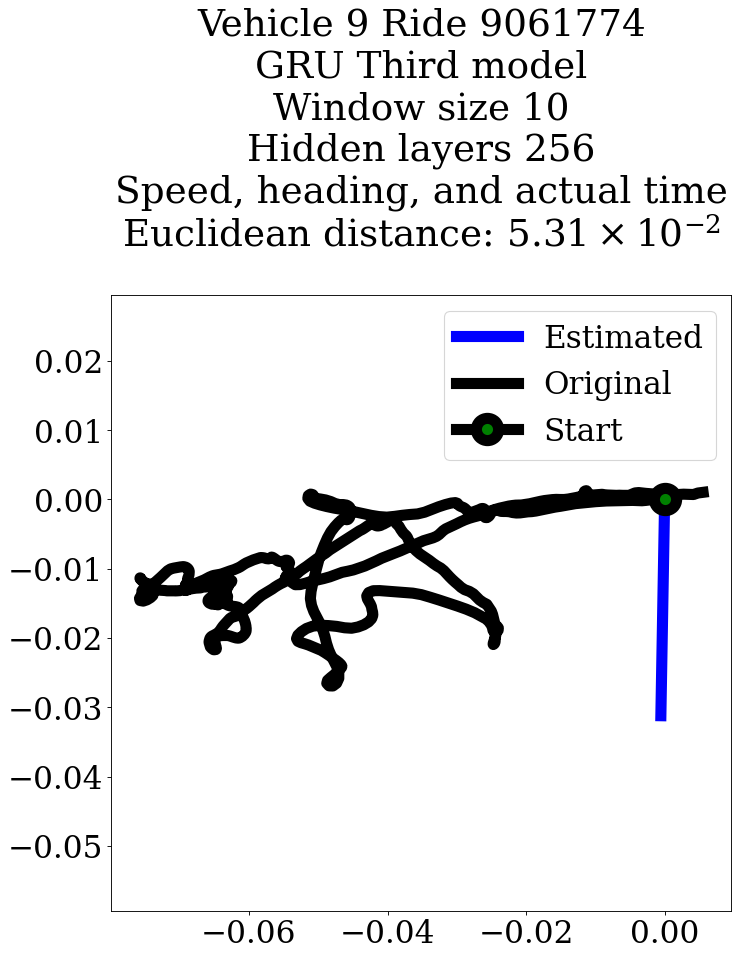 Vehicle 9 Ride 9061774
GRU Third model
Window size 10
Hidden layers 256
Speed, heading, and actual time
Euclidean distance: 5.31 × 10⁻²
Estimated
Original
Start
0.02
0.01
0.00
−0.01
−0.02
−0.03
−0.04
−0.05
−0.06 −0.04 −0.02 0.00